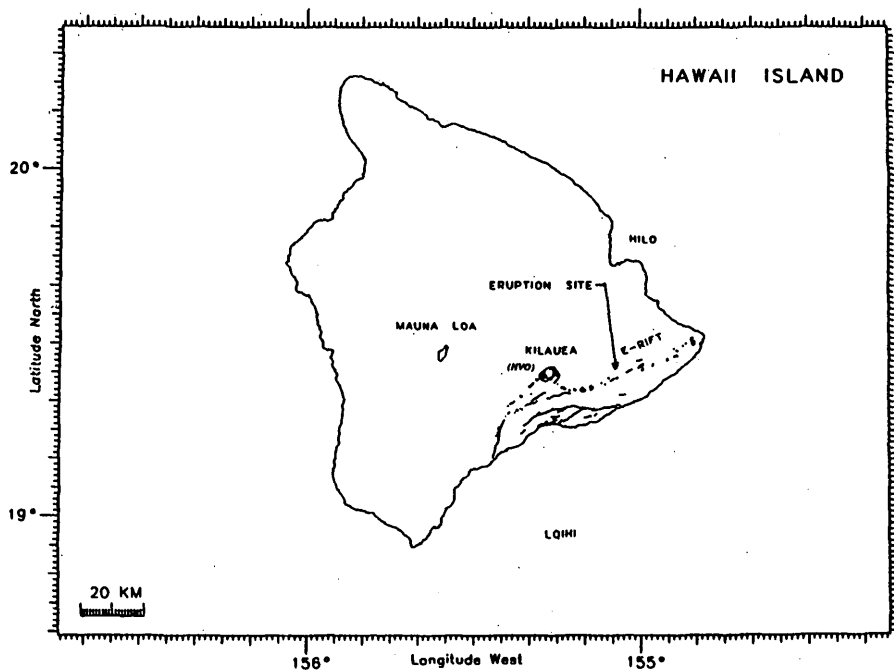 HAWAII ISLAND
20°
HILO
ERUPTION SITE
MAUNA LOA
KILAUEA
E-RIFT
(HVO)
Latitude North
19°
LOIHI
20 KM
156°
Longitude West
155°